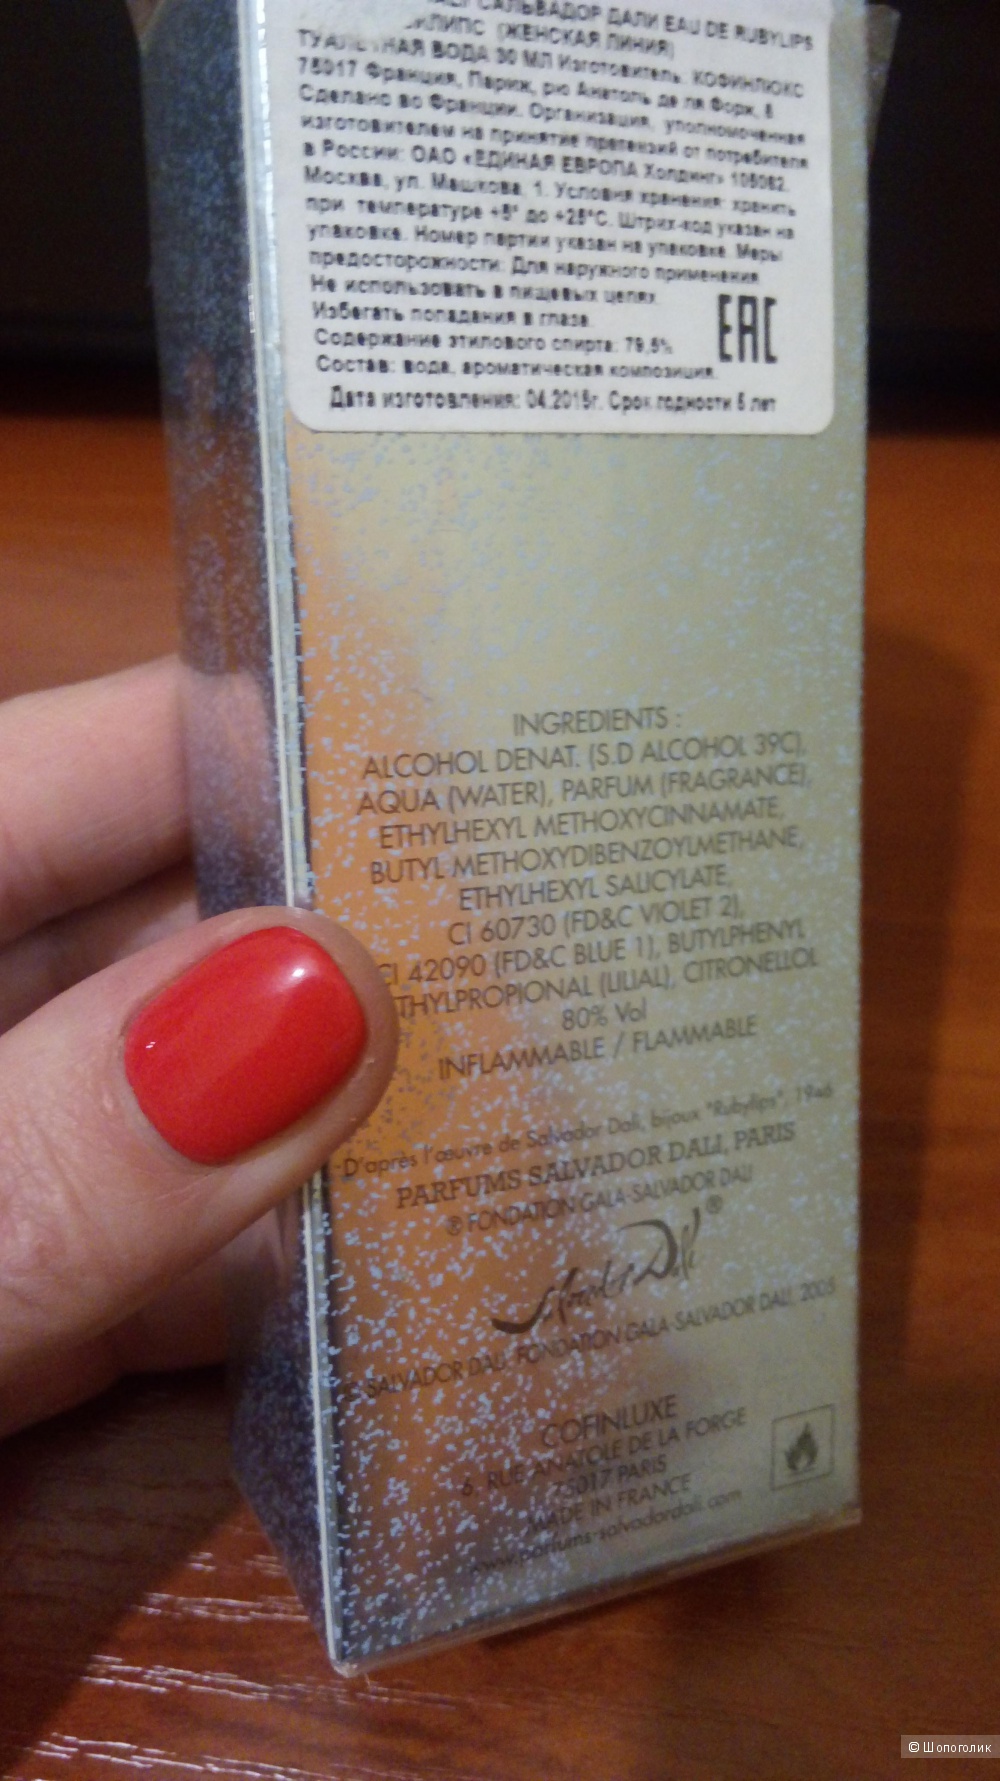 САЛЬВАДОР ДАЛИ EAU DE RUBYLIPS
(ЖЕНСКАЯ ЛИНИЯ)
ТУАЛЕТНАЯ ВОДА 30 МЛ Изготовитель: КОФИНЛЮКС
75017 Франция, Париж, рю Анатоль де ля Форж, 6
Сделано во Франции. Организация, уполномоченная
изготовителем на принятие претензий от потребителя
в России: ОАО «ЕДИНАЯ ЕВРОПА Холдинг» 105062,
Москва, ул. Машкова, 1. Условия хранения: хранить
при температуре +5° до +25°С. Штрих-код указан на
упаковке. Номер партии указан на упаковке. Меры
предосторожности: Для наружного применения.
Не использовать в пищевых целях.
Избегать попадания в глаза.
Содержание этилового спирта: 79,5%
Состав: вода, ароматическая композиция.
EAC
Дата изготовления: 04.2015г. Срок годности 5 лет
INGREDIENTS :
ALCOHOL DENAT. (S.D ALCOHOL 39C),
AQUA (WATER), PARFUM (FRAGRANCE),
ETHYLHEXYL METHOXYCINNAMATE,
BUTYL METHOXYDIBENZOYLMETHANE,
ETHYLHEXYL SALICYLATE,
CI 60730 (FD&C VIOLET 2),
CI 42090 (FD&C BLUE 1), BUTYLPHENYL
THYLPROPIONAL (LILIAL), CITRONELLOL
80% Vol
INFLAMMABLE / FLAMMABLE
D'après l'œuvre de Salvador Dali, bijoux "Rubylips", 1946
PARFUMS SALVADOR DALI, PARIS
® FONDATION GALA-SALVADOR DALI
Salvador Dali ®
SALVADOR DALI, FONDATION GALA-SALVADOR DALI, 2005
COFINLUXE
6, RUE ANATOLE DE LA FORGE
75017 PARIS
MADE IN FRANCE
www.parfums-salvadordali.com
© Шопоголик